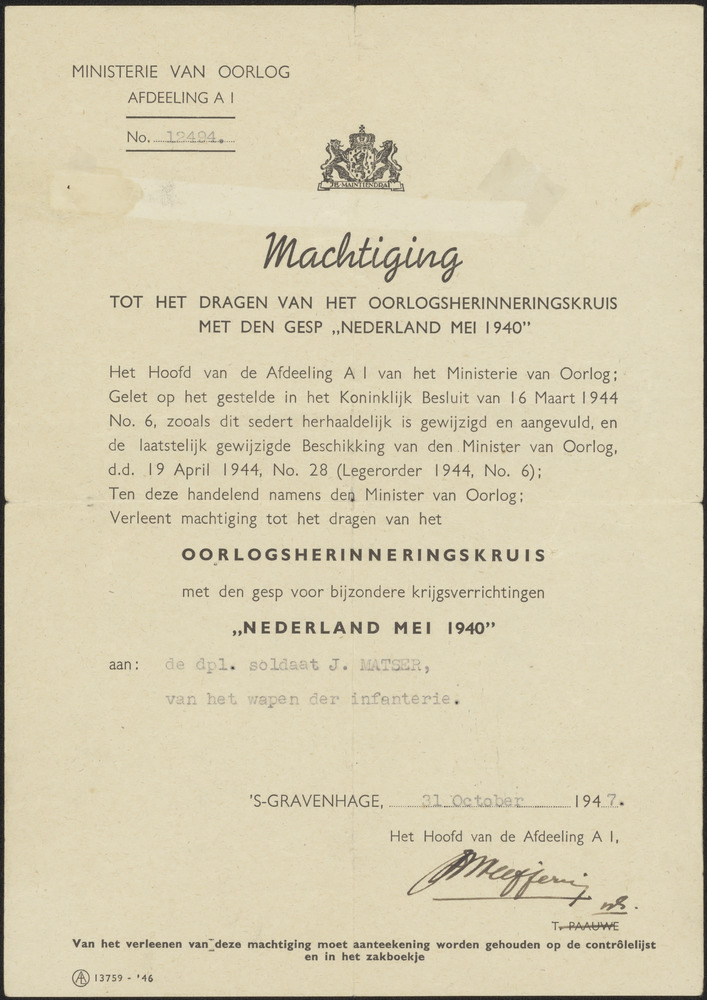 MINISTERIE VAN OORLOG
AFDEELING A I
No. 12494.
JE MAINTIENDRAI
Machtiging
TOT HET DRAGEN VAN HET OORLOGSHERINNERINGSKRUIS
MET DEN GESP „NEDERLAND MEI 1940”
Het Hoofd van de Afdeeling A I van het Ministerie van Oorlog;
Gelet op het gestelde in het Koninklijk Besluit van 16 Maart 1944
No. 6, zooals dit sedert herhaaldelijk is gewijzigd en aangevuld, en
de laatstelijk gewijzigde Beschikking van den Minister van Oorlog,
d.d. 19 April 1944, No. 28 (Legerorder 1944, No. 6);
Ten deze handelend namens den Minister van Oorlog;
Verleent machtiging tot het dragen van het
OORLOGSHERINNERINGSKRUIS
met den gesp voor bijzondere krijgsverrichtingen
„NEDERLAND MEI 1940”
aan: de dpl. soldaat J. MATSER,
van het wapen der infanterie.
'S-GRAVENHAGE, 31 October 1947.
Het Hoofd van de Afdeeling A I,
T. PAAUWE
Van het verleenen van deze machtiging moet aanteekening worden gehouden op de contrôlelijst
en in het zakboekje
13759 - '46